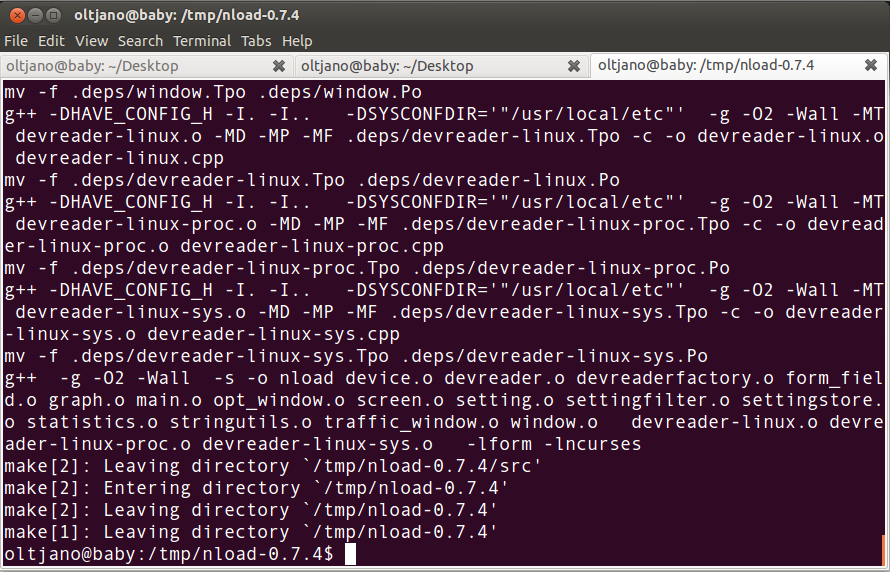 oltjano@baby: /tmp/nload-0.7.4
File Edit View Search Terminal Tabs Help
oltjano@baby: ~/Desktop oltjano@baby: ~/Desktop oltjano@baby: /tmp/nload-0.7.4
mv -f .deps/window.Tpo .deps/window.Po
g++ -DHAVE_CONFIG_H -I. -I..   -DSYSCONFDIR='"/usr/local/etc"'  -g -O2 -Wall -MT
 devreader-linux.o -MD -MP -MF .deps/devreader-linux.Tpo -c -o devreader-linux.o
 devreader-linux.cpp
mv -f .deps/devreader-linux.Tpo .deps/devreader-linux.Po
g++ -DHAVE_CONFIG_H -I. -I..   -DSYSCONFDIR='"/usr/local/etc"'  -g -O2 -Wall -MT
 devreader-linux-proc.o -MD -MP -MF .deps/devreader-linux-proc.Tpo -c -o devread
er-linux-proc.o devreader-linux-proc.cpp
mv -f .deps/devreader-linux-proc.Tpo .deps/devreader-linux-proc.Po
g++ -DHAVE_CONFIG_H -I. -I..   -DSYSCONFDIR='"/usr/local/etc"'  -g -O2 -Wall -MT
 devreader-linux-sys.o -MD -MP -MF .deps/devreader-linux-sys.Tpo -c -o devreader
-linux-sys.o devreader-linux-sys.cpp
mv -f .deps/devreader-linux-sys.Tpo .deps/devreader-linux-sys.Po
g++  -g -O2 -Wall  -s -o nload device.o devreader.o devreaderfactory.o form_fiel
d.o graph.o main.o opt_window.o screen.o setting.o settingfilter.o settingstore.
o statistics.o stringutils.o traffic_window.o window.o   devreader-linux.o devre
ader-linux-proc.o devreader-linux-sys.o   -lform -lncurses
make[2]: Leaving directory `/tmp/nload-0.7.4/src'
make[2]: Entering directory `/tmp/nload-0.7.4'
make[2]: Leaving directory `/tmp/nload-0.7.4'
make[1]: Leaving directory `/tmp/nload-0.7.4'
oltjano@baby:/tmp/nload-0.7.4$